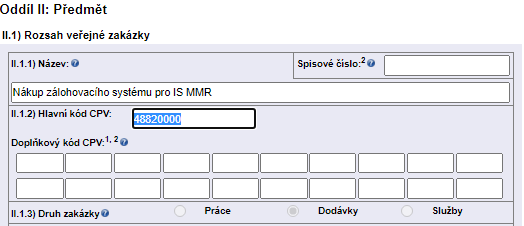 Oddíl II: Předmět
II.1) Rozsah veřejné zakázky
II.1.1) Název: ? Spisové číslo:2 ?
Nákup zálohovacího systému pro IS MMR
II.1.2) Hlavní kód CPV: 48820000
Doplňkový kód CPV:1, 2 ?
II.1.3) Druh zakázky ? Práce Dodávky Služby